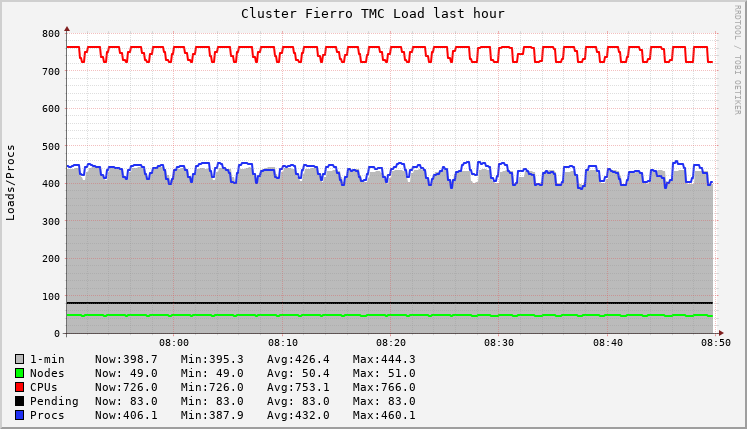 Cluster Fierro TMC Load last hour
RRDTOOL / TOBI OETIKER
Loads/Procs
800
700
600
500
400
300
200
100
0
08:00 08:10 08:20 08:30 08:40 08:50
1-min Now:398.7 Min:395.3 Avg:426.4 Max:444.3
Nodes Now: 49.0 Min: 49.0 Avg: 50.4 Max: 51.0
CPUs Now:726.0 Min:726.0 Avg:753.1 Max:766.0
Pending Now: 83.0 Min: 83.0 Avg: 83.0 Max: 83.0
Procs Now:406.1 Min:387.9 Avg:432.0 Max:460.1